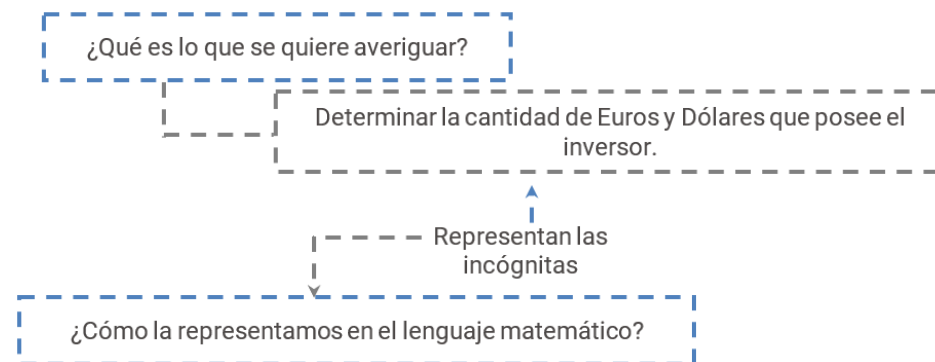 ¿Qué es lo que se quiere averiguar?
Determinar la cantidad de Euros y Dólares que posee el
inversor.
Representan las
incógnitas
¿Cómo la representamos en el lenguaje matemático?